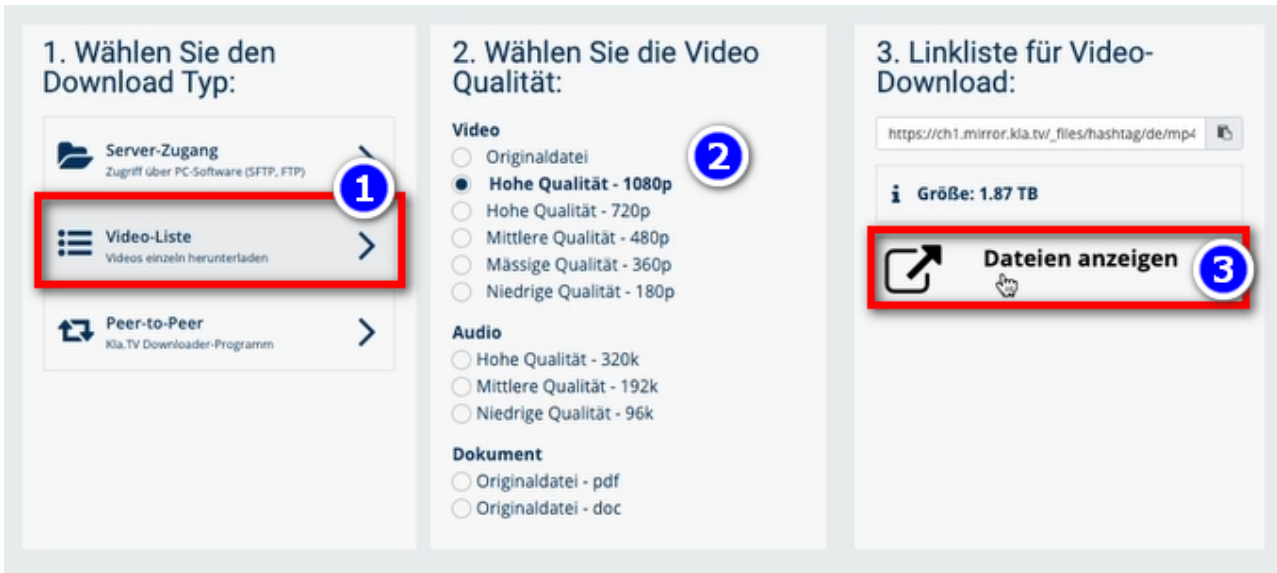 1. Wählen Sie den
Download Typ:
Server-Zugang
Zugriff über PC-Software (SFTP, FTP)
1
Video-Liste
Videos einzeln herunterladen
Peer-to-Peer
Kla.TV Downloader-Programm
2. Wählen Sie die Video
Qualität:
Video
2
Originaldatei
Hohe Qualität - 1080p
Hohe Qualität - 720p
Mittlere Qualität - 480p
Mässige Qualität - 360p
Niedrige Qualität - 180p
Audio
Hohe Qualität - 320k
Mittlere Qualität - 192k
Niedrige Qualität - 96k
Dokument
Originaldatei - pdf
Originaldatei - doc
3. Linkliste für Video-
Download:
https://ch1.mirror.kla.tv/_files/hashtag/de/mp4
i Größe: 1.87 TB
Dateien anzeigen
3